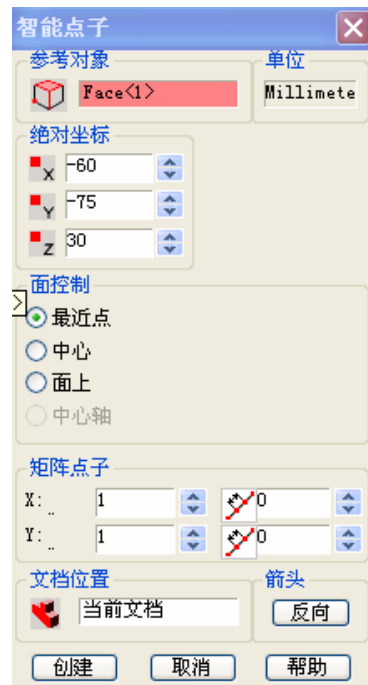 智能点子
参考对象
单位
Face<1>
Millimete
绝对坐标
X -60
Y -75
Z 30
面控制
最近点
中心
面上
中心轴
矩阵点子
X: 1 0
Y: 1 0
文档位置
箭头
当前文档
反向
创建 取消 帮助